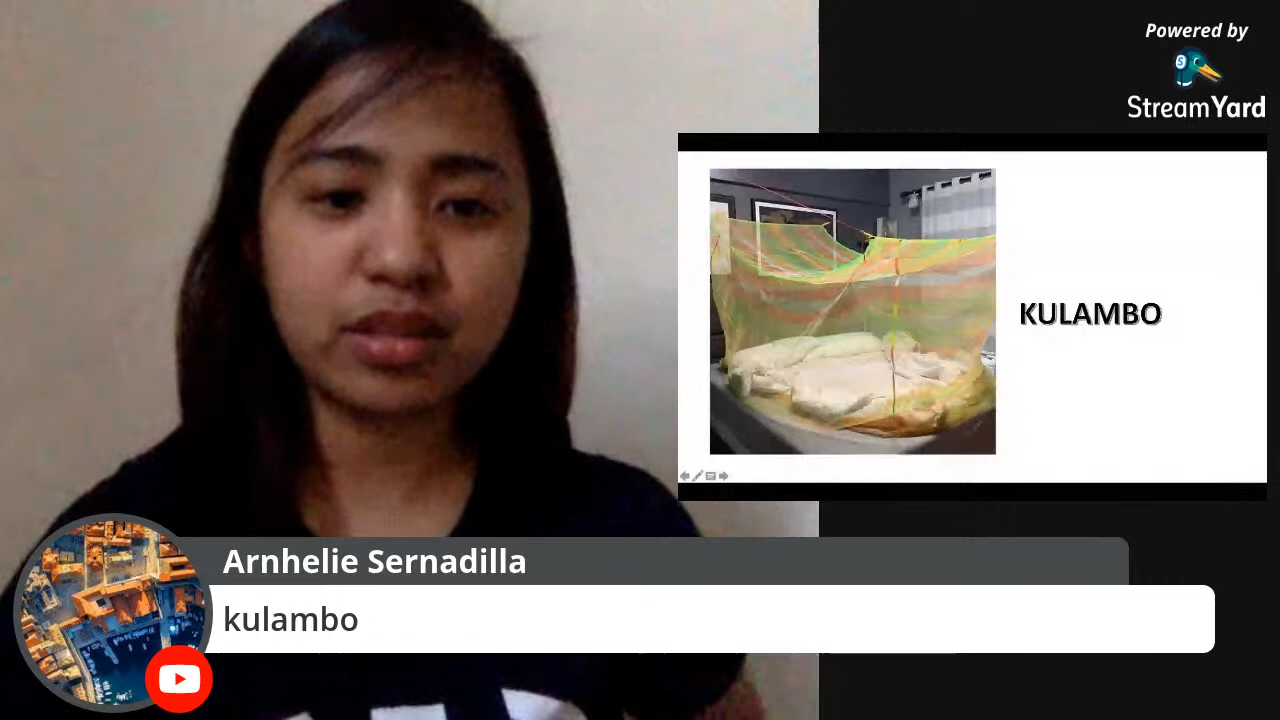 Powered by
StreamYard
KULAMBO
Arnhelie Sernadilla
kulambo